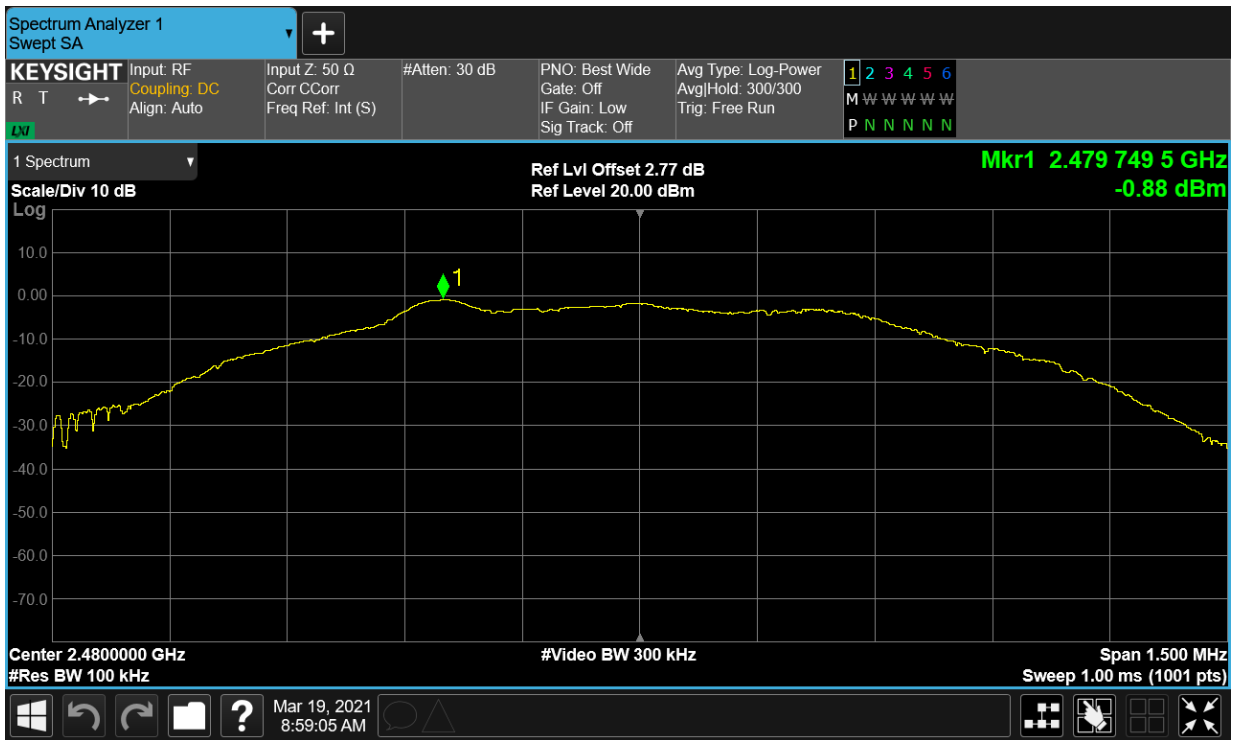 Spectrum Analyzer 1
Swept SA
KEYSIGHT
R T
LXI
Input: RF
Coupling: DC
Align: Auto
Input Z: 50 Ω
Corr CCorr
Freq Ref: Int (S)
#Atten: 30 dB
PNO: Best Wide
Gate: Off
IF Gain: Low
Sig Track: Off
Avg Type: Log-Power
Avg|Hold: 300/300
Trig: Free Run
1 2 3 4 5 6
M W W W W W
P N N N N N
1 Spectrum
Scale/Div 10 dB
Log
Ref Lvl Offset 2.77 dB
Ref Level 20.00 dBm
Mkr1 2.479 749 5 GHz
-0.88 dBm
10.0
0.00
1
-10.0
-20.0
-30.0
-40.0
-50.0
-60.0
-70.0
Center 2.4800000 GHz
#Res BW 100 kHz
#Video BW 300 kHz
Span 1.500 MHz
Sweep 1.00 ms (1001 pts)
?
Mar 19, 2021
8:59:05 AM